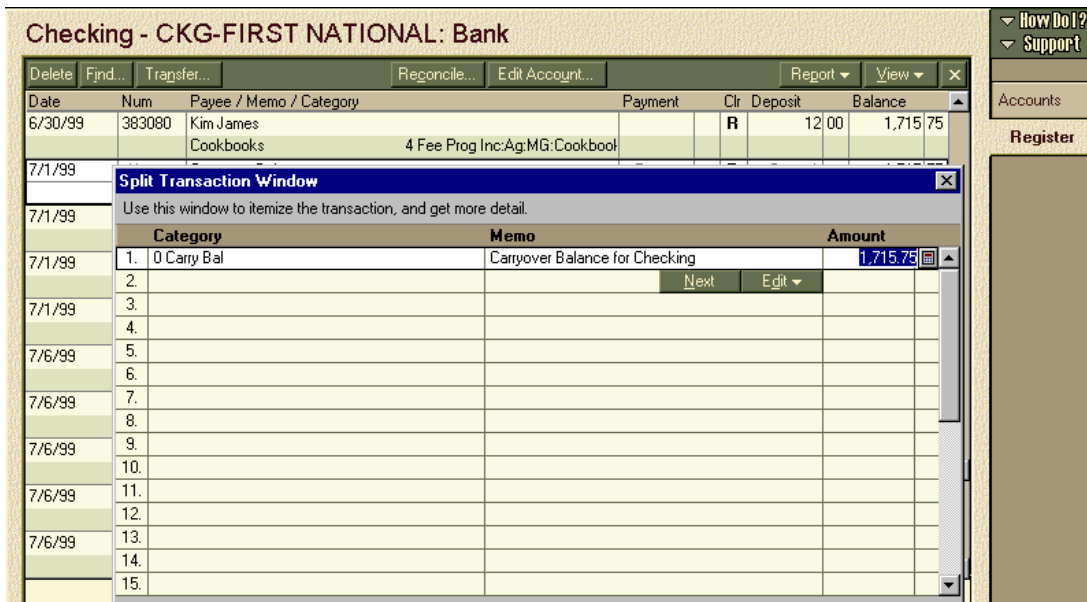 Checking - CKG-FIRST NATIONAL: Bank
How Do I?
Support
Delete Find... Transfer... Reconcile... Edit Account... Report View
Date Num Payee / Memo / Category Payment Clr Deposit Balance
Accounts
6/30/99 383080 Kim James R 12 00 1,715 75
Cookbooks 4 Fee Prog Inc:Ag:MG:Cookbool
Register
7/1/99
Split Transaction Window
Use this window to itemize the transaction, and get more detail.
7/1/99
Category Memo Amount
1. 0 Carry Bal Carryover Balance for Checking 1,715.75
7/1/99
2. Next Edit
3.
7/1/99
4.
5.
7/6/99
6.
7.
7/6/99
8.
9.
7/6/99
10.
11.
7/6/99
12.
13.
7/6/99
14.
15.